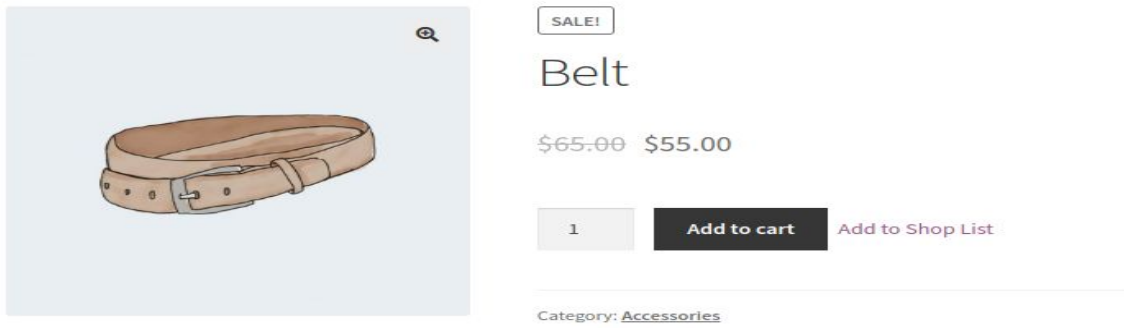 SALE!
Belt
$65.00 $55.00
1 Add to cart Add to Shop List
Category: Accessories